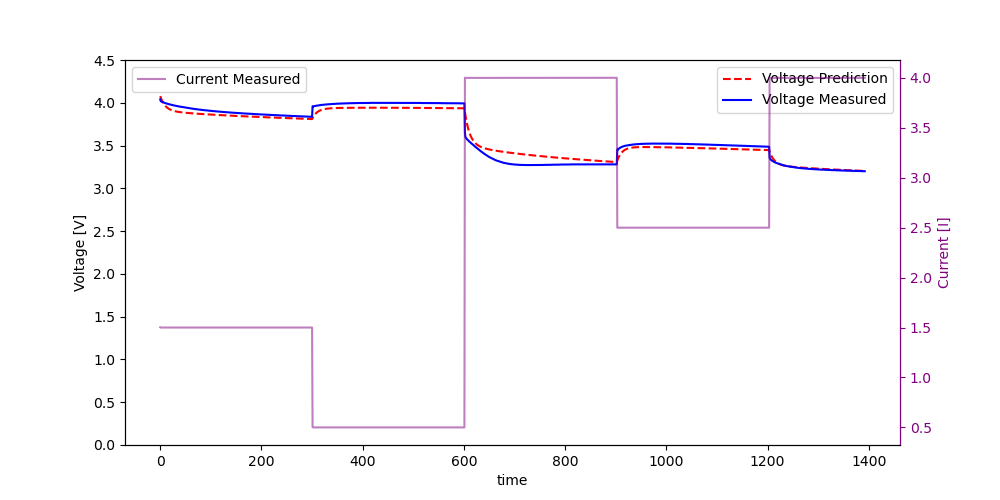 Current Measured
Voltage Prediction
Voltage Measured
4.5
4.0
3.5
3.0
2.5
2.0
1.5
1.0
0.5
0.0
Voltage [V]
4.0
3.5
3.0
2.5
2.0
1.5
1.0
0.5
Current [I]
0 200 400 600 800 1000 1200 1400
time